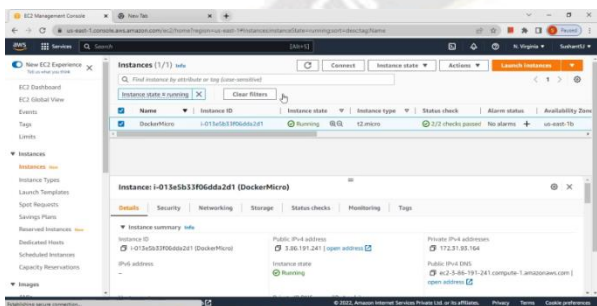 EC2 Management Console
New Tab
us-east-1.console.aws.amazon.com/ec2/home?region=us-east-1#Instances:instanceState=running;sort=desc:tag:Name
Paused
aws
Services
Search
[Alt+S]
N. Virginia
New EC2 Experience
Tell us what you think
EC2 Dashboard
EC2 Global View
Events
Tags
Limits
Instances
Instances New
Instance Types
Launch Templates
Spot Requests
Savings Plans
Reserved Instances New
Dedicated Hosts
Scheduled Instances
Capacity Reservations
Images
Instances (1/1) Info
Connect
Instance state
Actions
Launch Instances
Find instance by attribute or tag (case-sensitive)
1
Instance state = running
Clear filters
Name Instance ID Instance state Instance type Status check Alarm status Availability Zone
DockerMicro i-013e5b33f06dda2d1 Running t2.micro 2/2 checks passed No alarms + us-east-1b
Instance: i-013e5b33f06dda2d1 (DockerMicro)
Details Security Networking Storage Status checks Monitoring Tags
Instance summary Info
Instance ID Public IPv4 address Private IPv4 addresses
i-013e5b33f06dda2d1 (DockerMicro) 3.86.191.241 | open address 172.31.93.164
IPv6 address Instance state Public IPv4 DNS
– Running ec2-3-86-191-241.compute-1.amazonaws.com |
open address
Establishing secure connection...
© 2022, Amazon Internet Services Private Ltd. or its affiliates. Privacy Terms Cookie preferences